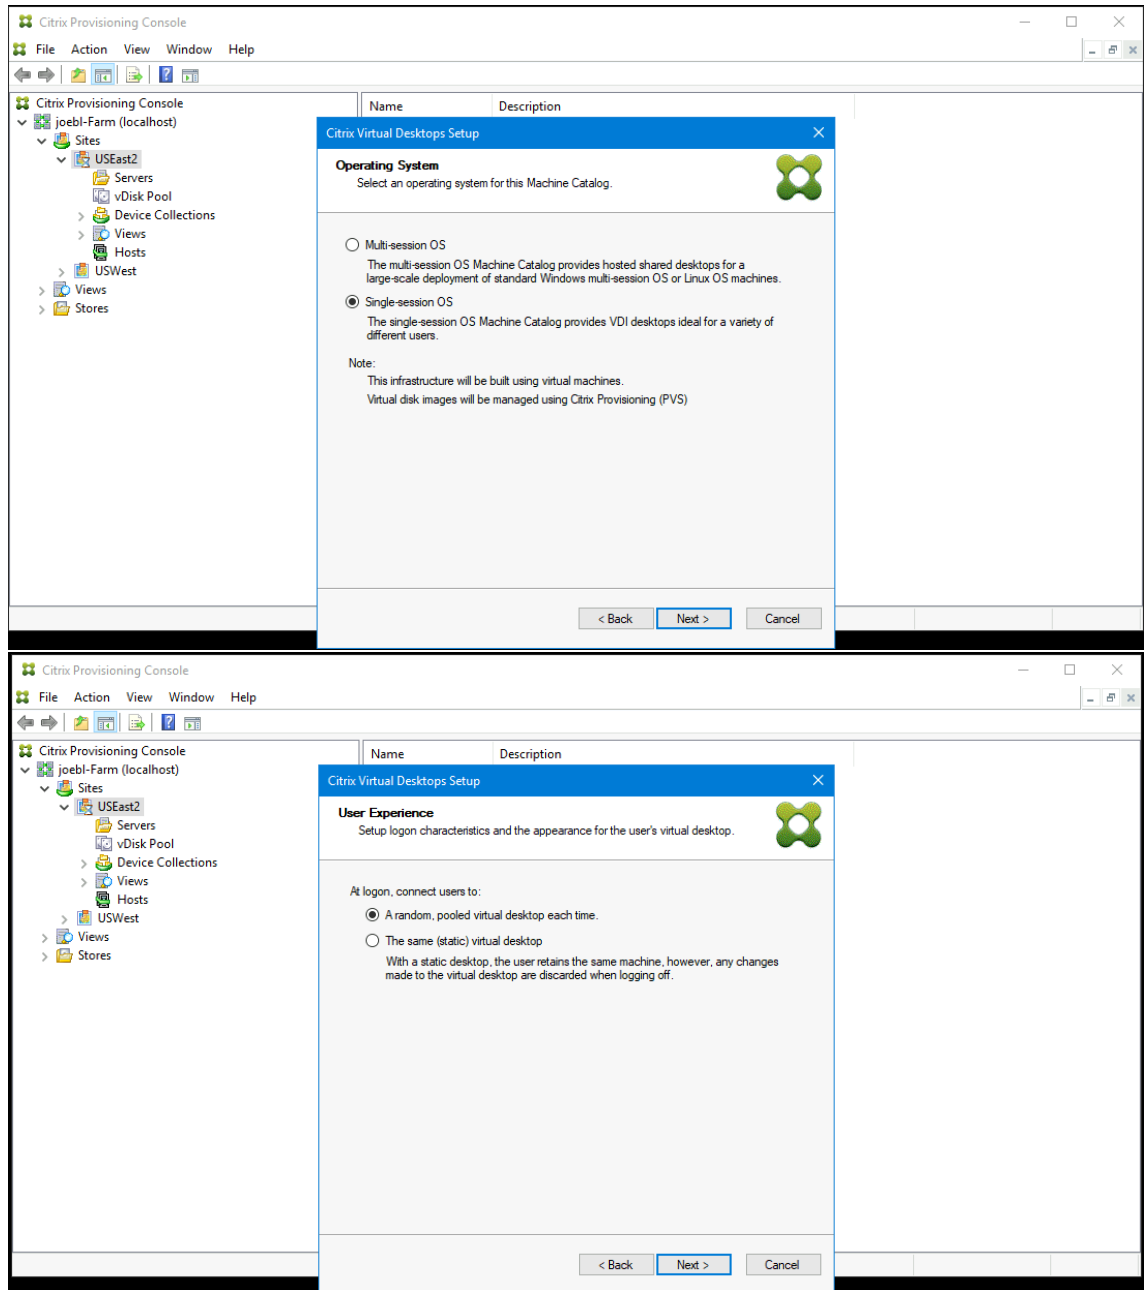 Citrix Provisioning Console
File Action View Window Help
Citrix Provisioning Console
joebl-Farm (localhost)
Sites
USEast2
Servers
vDisk Pool
Device Collections
Views
Hosts
USWest
Views
Stores
Name Description
Citrix Virtual Desktops Setup
Operating System
Select an operating system for this Machine Catalog.
Multi-session OS
The multi-session OS Machine Catalog provides hosted shared desktops for a
large-scale deployment of standard Windows multi-session OS or Linux OS machines.
Single-session OS
The single-session OS Machine Catalog provides VDI desktops ideal for a variety of
different users.
Note:
This infrastructure will be built using virtual machines.
Virtual disk images will be managed using Citrix Provisioning (PVS)
< Back Next > Cancel
Citrix Provisioning Console
File Action View Window Help
Citrix Provisioning Console
joebl-Farm (localhost)
Sites
USEast2
Servers
vDisk Pool
Device Collections
Views
Hosts
USWest
Views
Stores
Name Description
Citrix Virtual Desktops Setup
User Experience
Setup logon characteristics and the appearance for the user's virtual desktop.
At logon, connect users to:
A random, pooled virtual desktop each time.
The same (static) virtual desktop
With a static desktop, the user retains the same machine, however, any changes
made to the virtual desktop are discarded when logging off.
< Back Next > Cancel